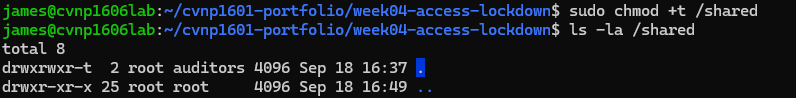 james@cvnp1606lab:~/cvnp1601-portfolio/week04-access-lockdown$ sudo chmod +t /shared
james@cvnp1606lab:~/cvnp1601-portfolio/week04-access-lockdown$ ls -la /shared
total 8
drwxrwxr-t  2 root auditors 4096 Sep 18 16:37 .
drwxr-xr-x 25 root root     4096 Sep 18 16:49 ..